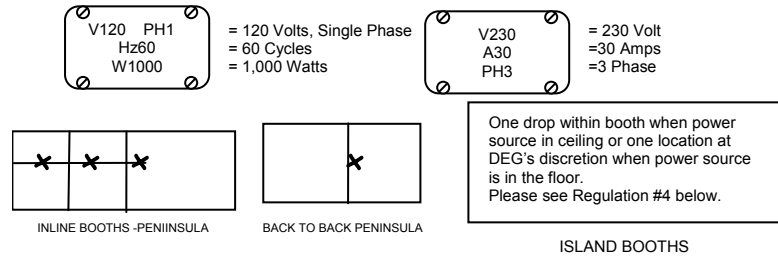 V120 PH1
Hz60
W1000
= 120 Volts, Single Phase
= 60 Cycles
= 1,000 Watts
V230
A30
PH3
= 230 Volt
=30 Amps
=3 Phase
INLINE BOOTHS -PENIINSULA
BACK TO BACK PENINSULA
One drop within booth when power
source in ceiling or one location at
DEG's discretion when power source
is in the floor.
Please see Regulation #4 below.
ISLAND BOOTHS